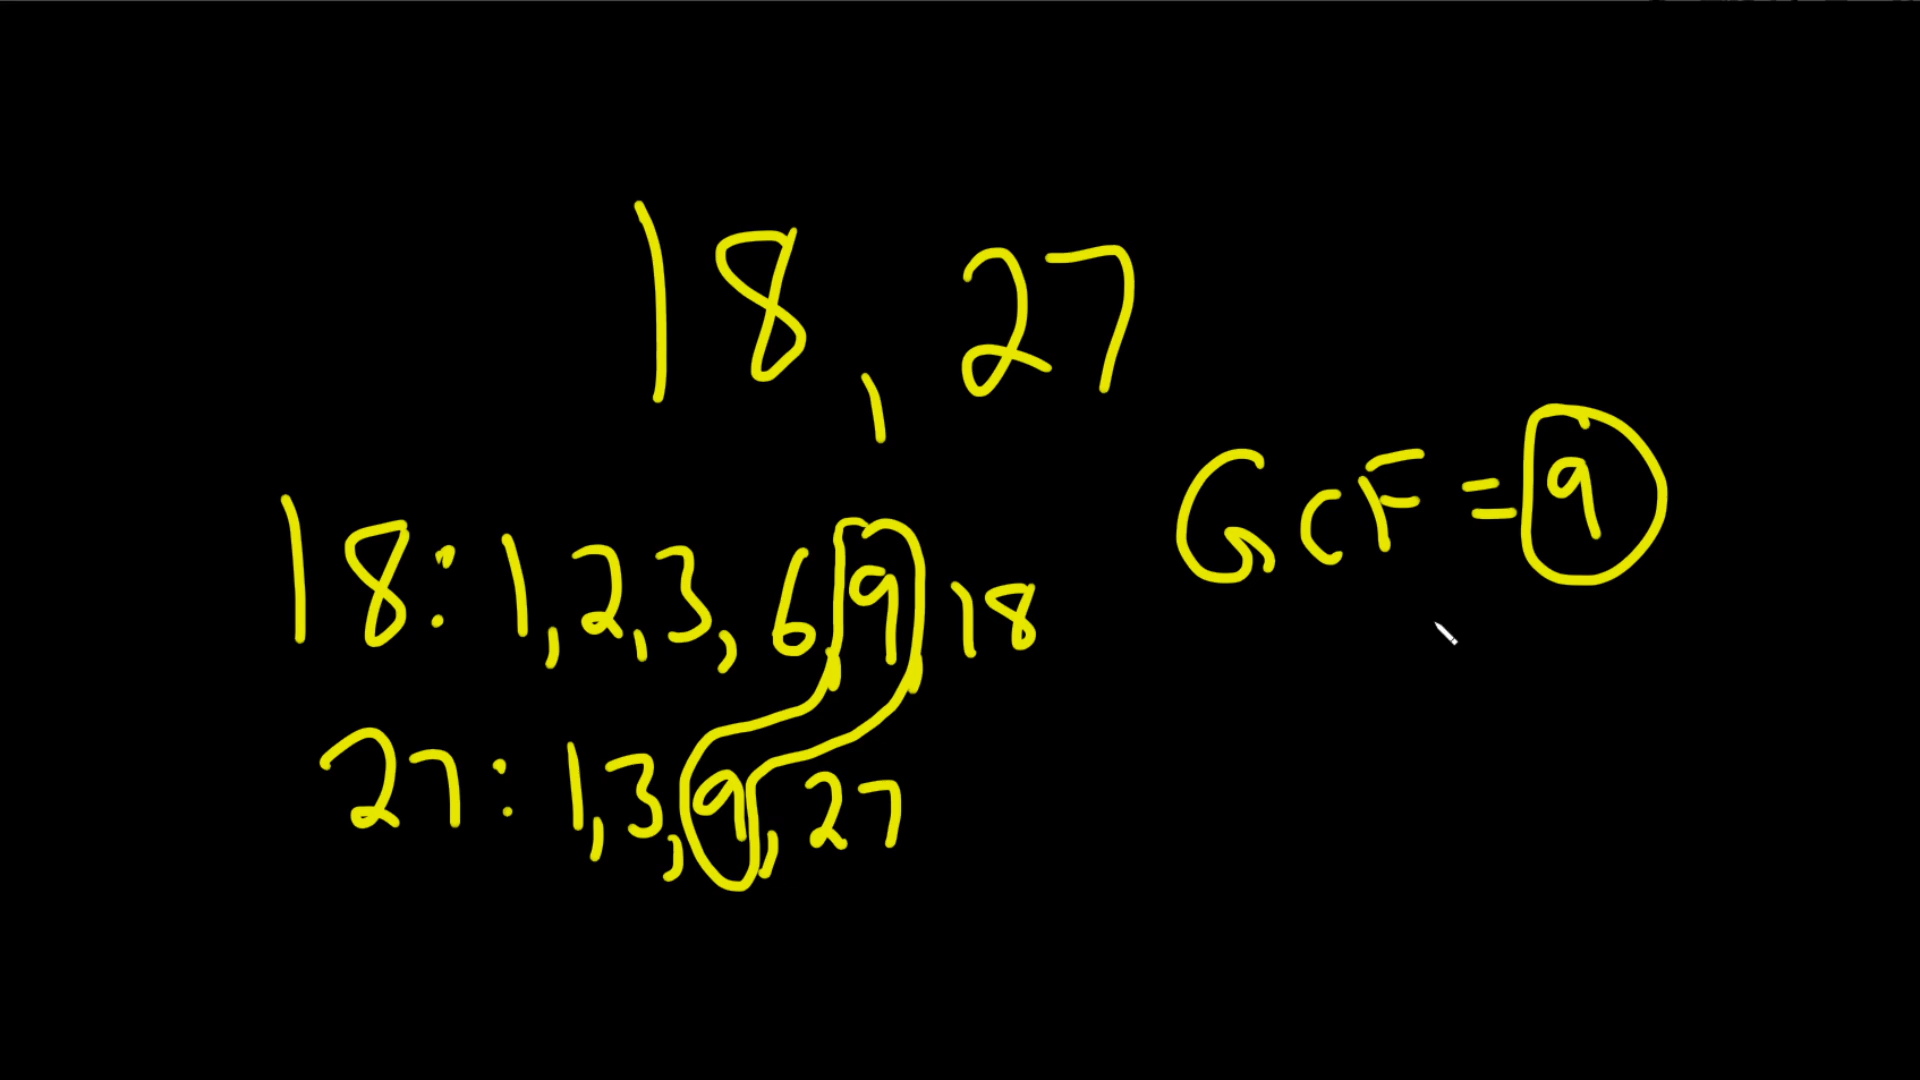 18, 27
GCF = 9
18: 1, 2, 3, 6, 9 18
27: 1, 3, 9, 27